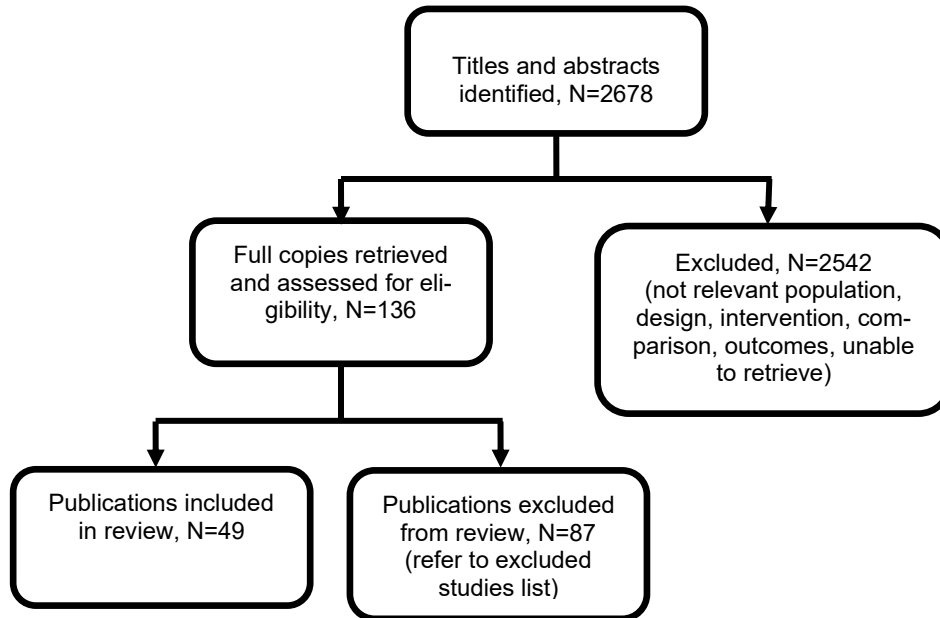 Titles and abstracts
identified, N=2678
Full copies retrieved
and assessed for eli-
gibility, N=136
Excluded, N=2542
(not relevant population,
design, intervention, com-
parison, outcomes, unable
to retrieve)
Publications included
in review, N=49
Publications excluded
from review, N=87
(refer to excluded
studies list)